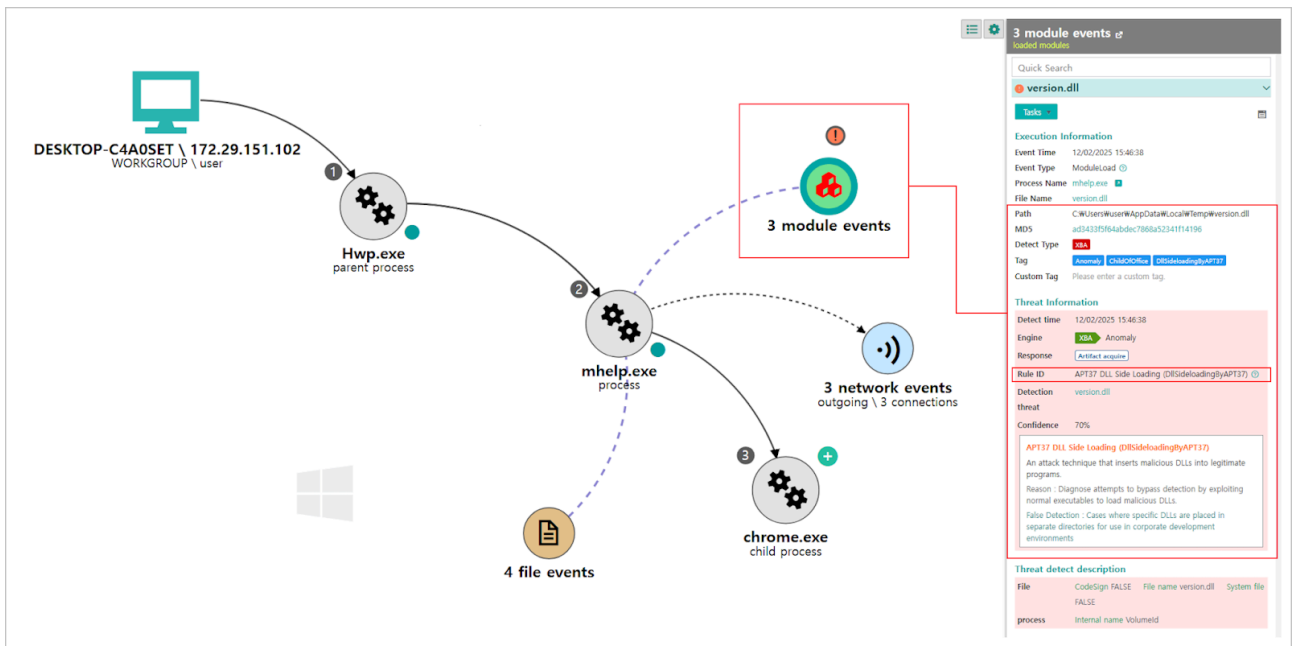 DESKTOP-C4A0SET \ 172.29.151.102
WORKGROUP \ user
1
Hwp.exe
parent process
2
mhelp.exe
process
3 module events
3 network events
outgoing \ 3 connections
3
chrome.exe
child process
4 file events
3 module events
loaded modules
Quick Search
version.dll
Tasks
Execution Information
Event Time 12/02/2025 15:46:38
Event Type ModuleLoad
Process Name mhelp.exe
File Name version.dll
Path C:₩Users₩user₩AppData₩Local₩Temp₩version.dll
MD5 ad3433f5f64abdec7868a52341f14196
Detect Type XBA
Tag Anomaly ChildOfOffice DllSideloadingByAPT37
Custom Tag Please enter a custom tag.
Threat Information
Detect time 12/02/2025 15:46:38
Engine XBA Anomaly
Response Artifact acquire
Rule ID APT37 DLL Side Loading (DllSideloadingByAPT37)
Detection version.dll
threat
Confidence 70%
APT37 DLL Side Loading (DllSideloadingByAPT37)
An attack technique that inserts malicious DLLs into legitimate
programs.
Reason : Diagnose attempts to bypass detection by exploiting
normal executables to load malicious DLLs.
False Detection : Cases where specific DLLs are placed in
separate directories for use in corporate development
environments
Threat detect description
File CodeSign FALSE File name version.dll System file
FALSE
process Internal name VolumeId